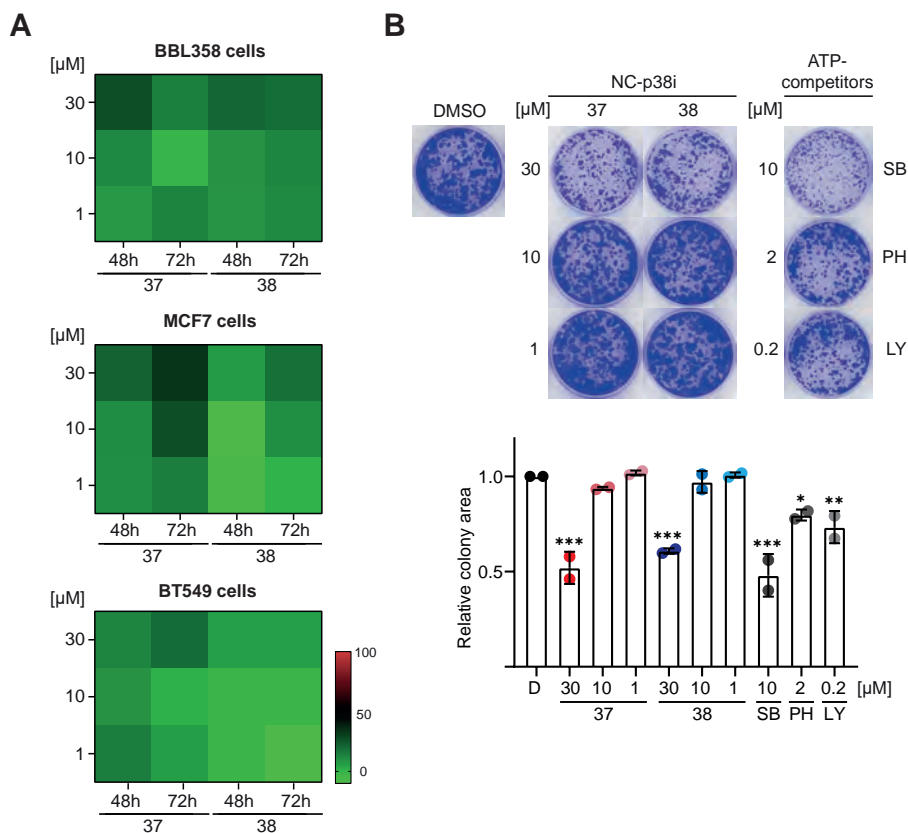 A
BBL358 cells
[µM]
30
10
1
48h 72h 48h 72h
37 38
MCF7 cells
[µM]
30
10
1
48h 72h 48h 72h
37 38
BT549 cells
[µM]
30
10
1
48h 72h 48h 72h
37 38
100
50
0
B
DMSO
NC-p38i
[µM] 37 38
30
10
1
ATP-
competitors
[µM]
10 SB
2 PH
0.2 LY
Relative colony area
1.0
0.5
*** *** *** * **
D 30 10 1 30 10 1 10 2 0.2 [µM]
37 38 SB PH LY